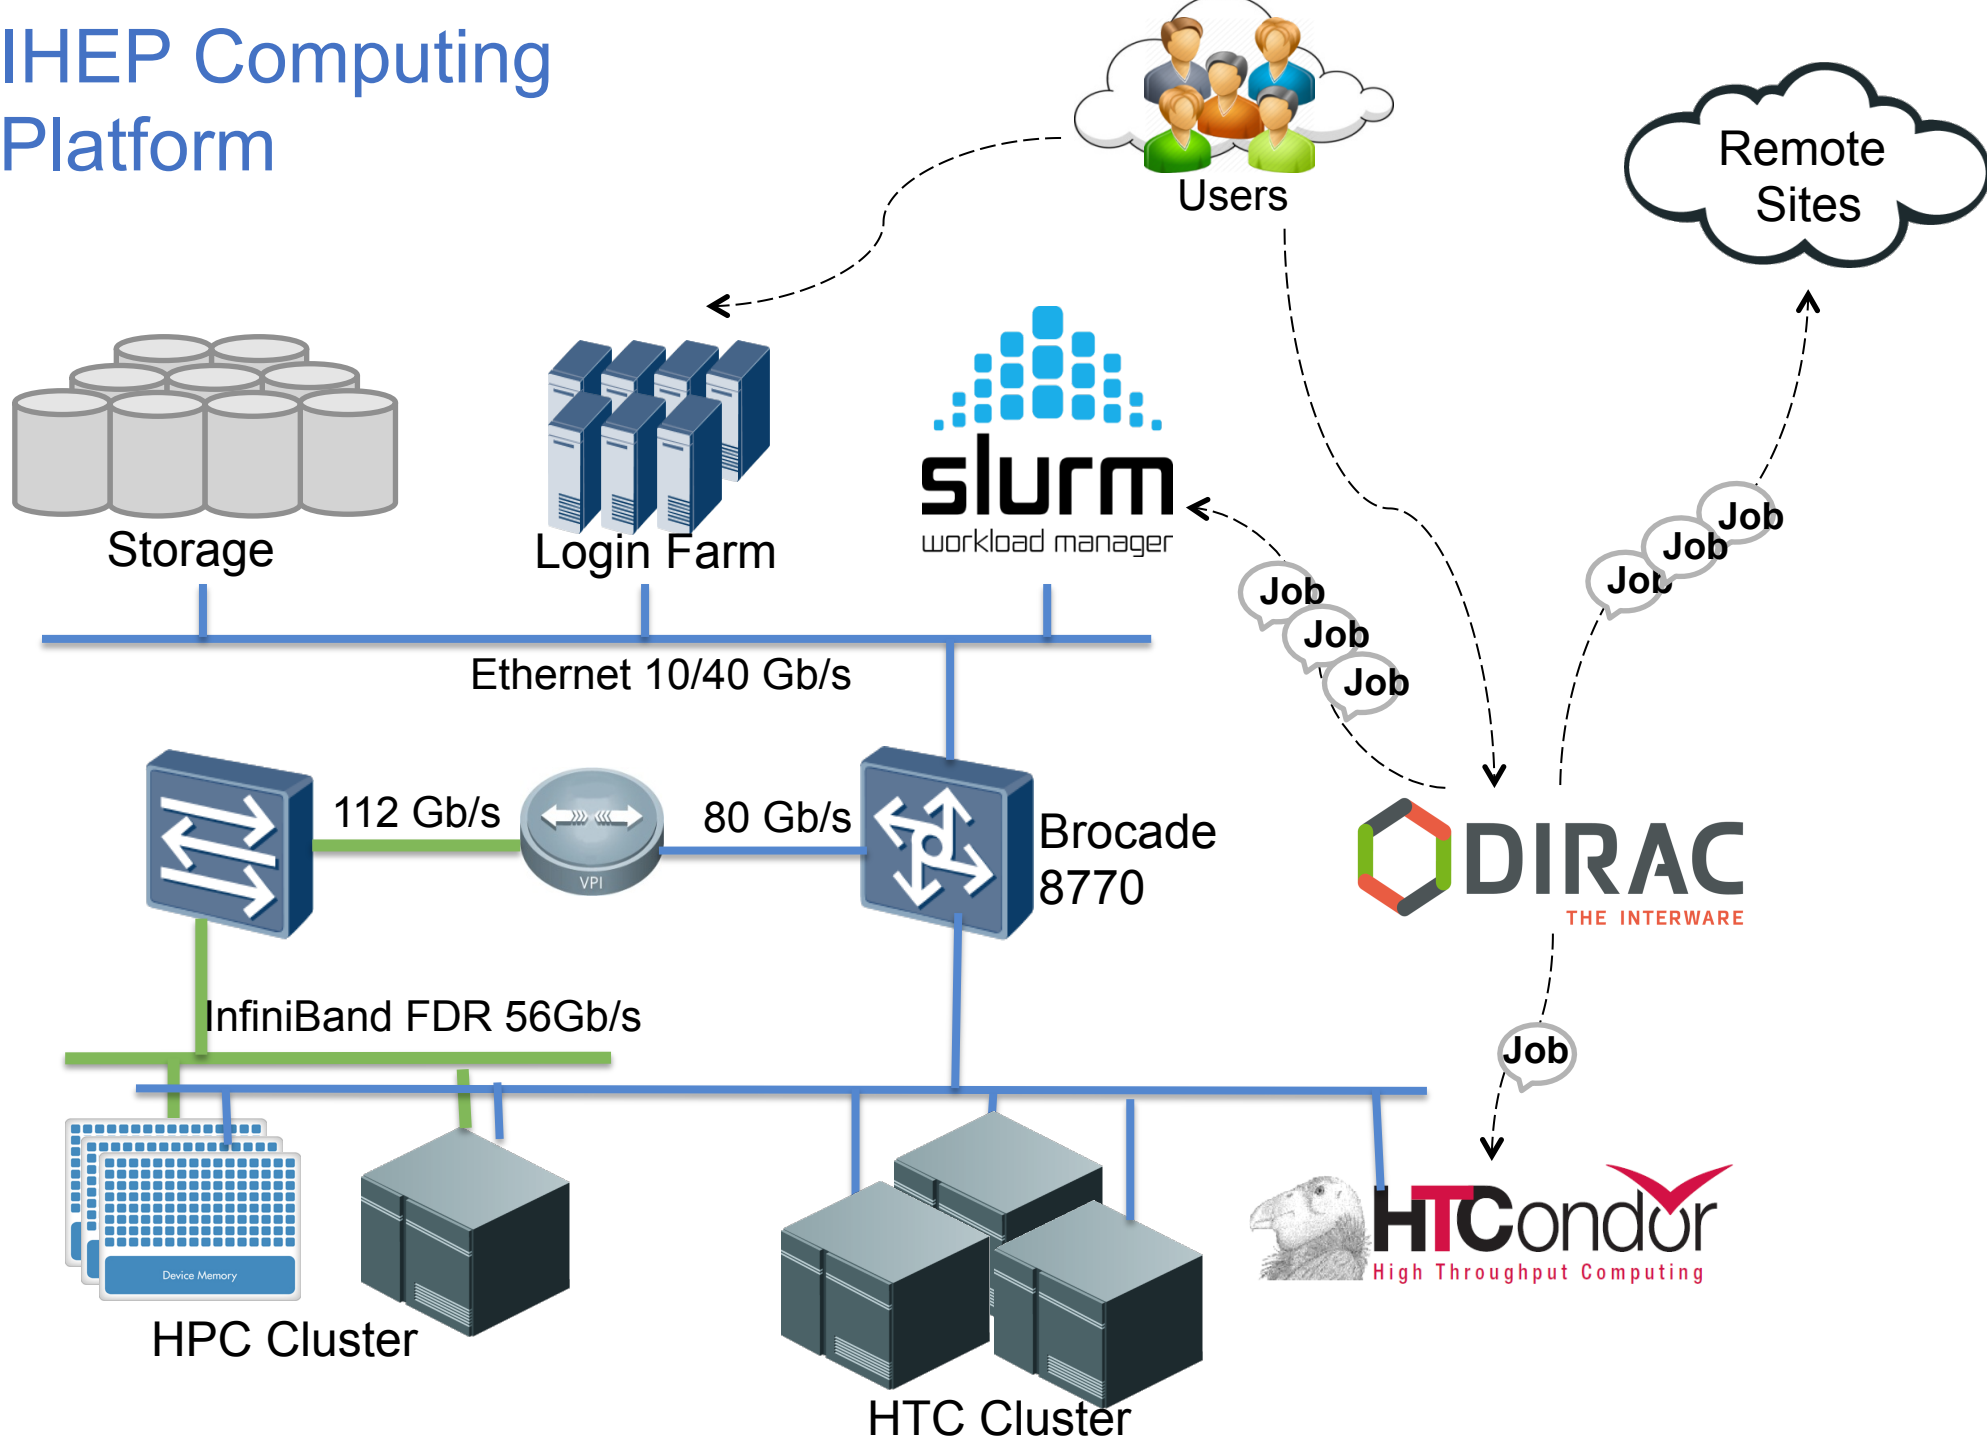 IHEP Computing
Platform
Users
Remote
Sites
Storage
Login Farm
slurm
workload manager
Job
Job
Job
Job
Job
Job
Ethernet 10/40 Gb/s
112 Gb/s
VPI
80 Gb/s
Brocade
8770
DIRAC
THE INTERWARE
InfiniBand FDR 56Gb/s
Job
Device Memory
HPC Cluster
HTC Cluster
HTCondor
High Throughput Computing